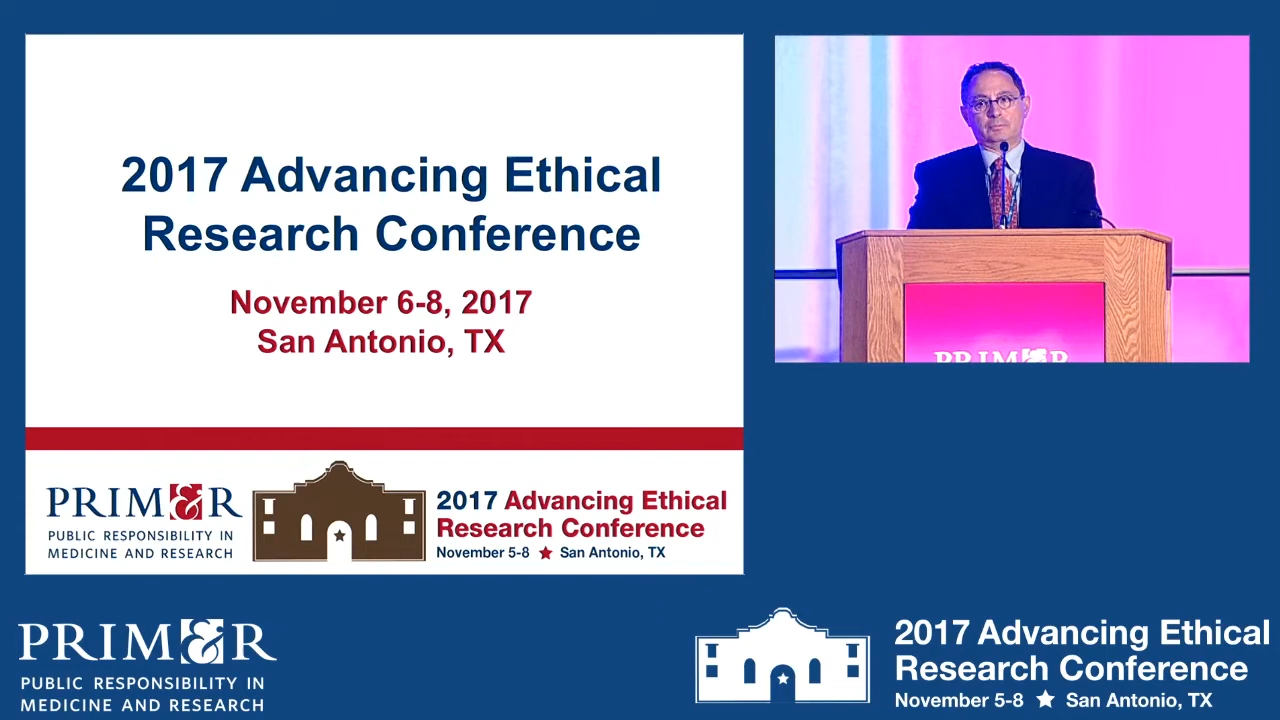 2017 Advancing Ethical
Research Conference
November 6-8, 2017
San Antonio, TX
PRIM&R
PUBLIC RESPONSIBILITY IN
MEDICINE AND RESEARCH
2017 Advancing Ethical
Research Conference
November 5-8 ★ San Antonio, TX
PRIM&R
PRIM&R
PUBLIC RESPONSIBILITY IN
MEDICINE AND RESEARCH
2017 Advancing Ethical
Research Conference
November 5-8 ★ San Antonio, TX